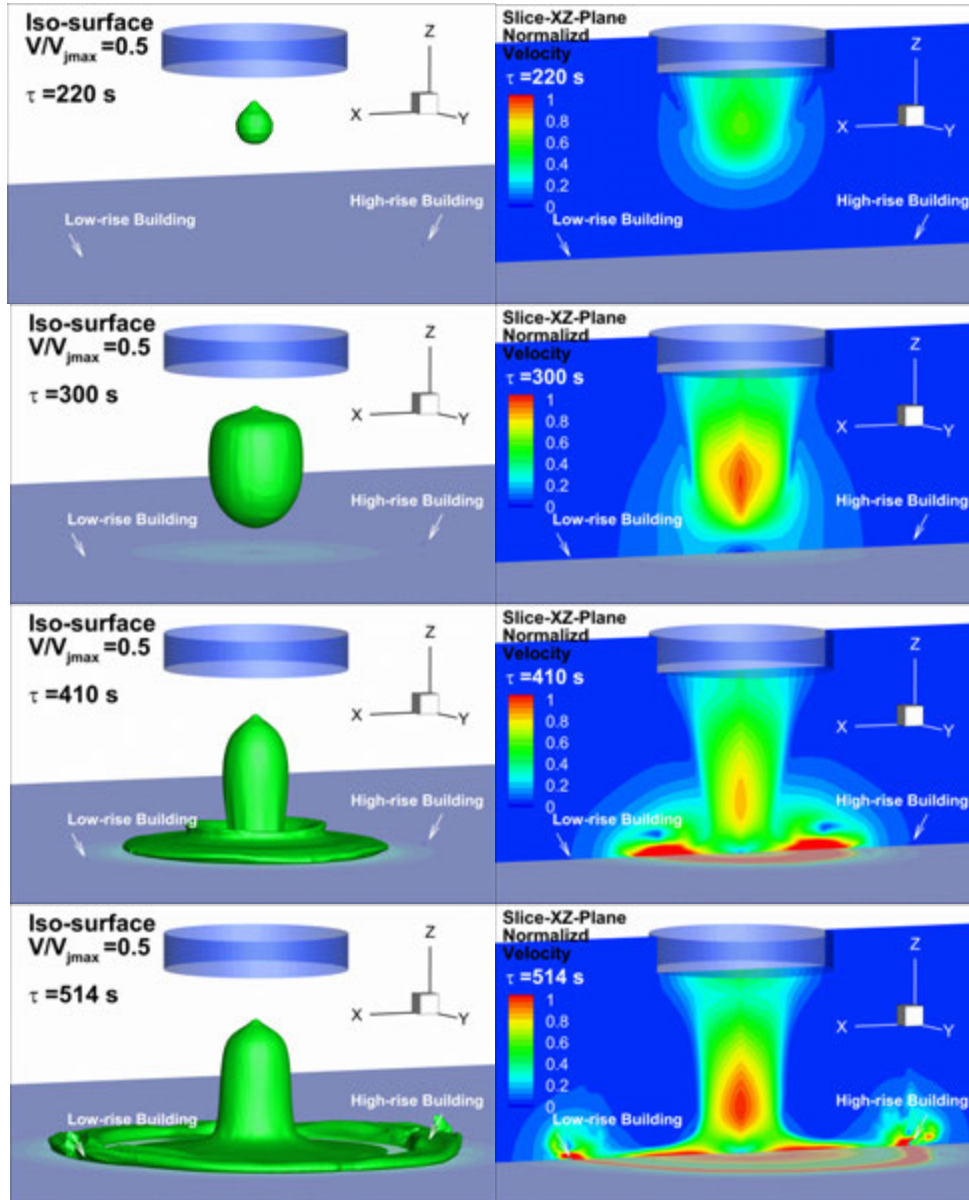 Iso-surface
V/Vjmax=0.5
τ =220 s
Z
X
Y
Low-rise Building
High-rise Building
Slice-XZ-Plane
Normalizd
Velocity
τ =220 s
1
0.8
0.6
0.4
0.2
0
Z
X
Y
Low-rise Building
High-rise Building
Iso-surface
V/Vjmax=0.5
τ =300 s
Z
X
Y
Low-rise Building
High-rise Building
Slice-XZ-Plane
Normalizd
Velocity
τ =300 s
1
0.8
0.6
0.4
0.2
0
Z
X
Y
Low-rise Building
High-rise Building
Iso-surface
V/Vjmax=0.5
τ =410 s
Z
X
Y
Low-rise Building
High-rise Building
Slice-XZ-Plane
Normalizd
Velocity
τ =410 s
1
0.8
0.6
0.4
0.2
0
Z
X
Y
Low-rise Building
High-rise Building
Iso-surface
V/Vjmax=0.5
τ =514 s
Z
X
Y
Low-rise Building
High-rise Building
Slice-XZ-Plane
Normalizd
Velocity
τ =514 s
1
0.8
0.6
0.4
0.2
0
Z
X
Y
Low-rise Building
High-rise Building